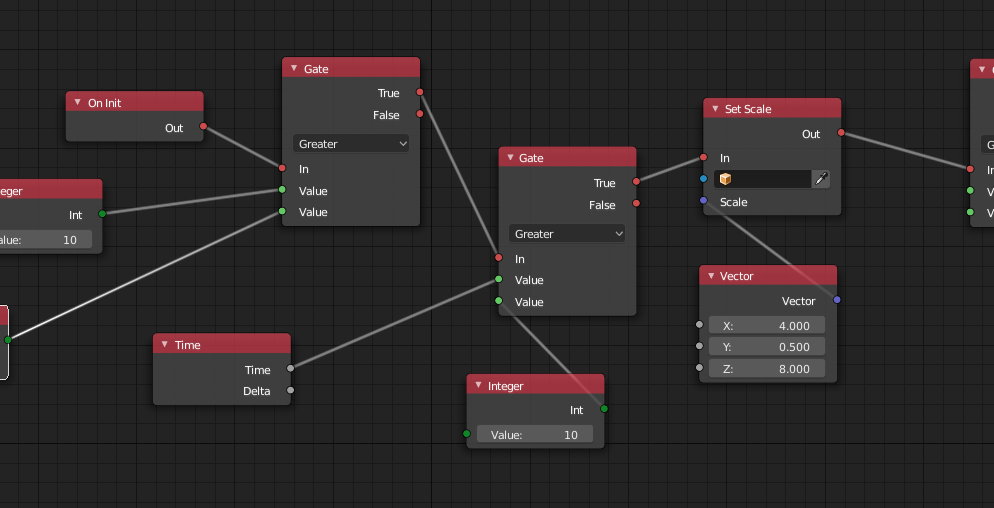 On Init
Out
eger
Int
alue: 10
Gate
True
False
Greater
In
Value
Value
Time
Time
Delta
Gate
True
False
Greater
In
Value
Value
Integer
Int
Value: 10
Set Scale
Out
In
Scale
Vector
Vector
X: 4.000
Y: 0.500
Z: 8.000
G
In
V
V